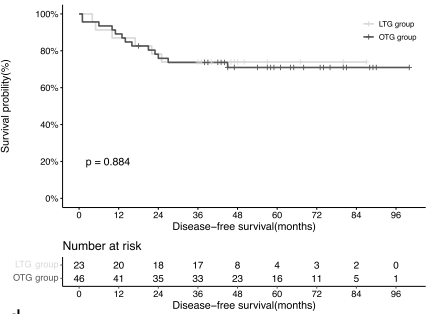 LTG group
OTG group
100%
80%
60%
40%
20%
0%
Survival probility(%)
p = 0.884
0 12 24 36 48 60 72 84 96
Disease-free survival(months)
Number at risk
LTG group 23 20 18 17 8 4 3 2 0
OTG group 46 41 35 33 23 16 11 5 1
0 12 24 36 48 60 72 84 96
Disease-free survival(months)